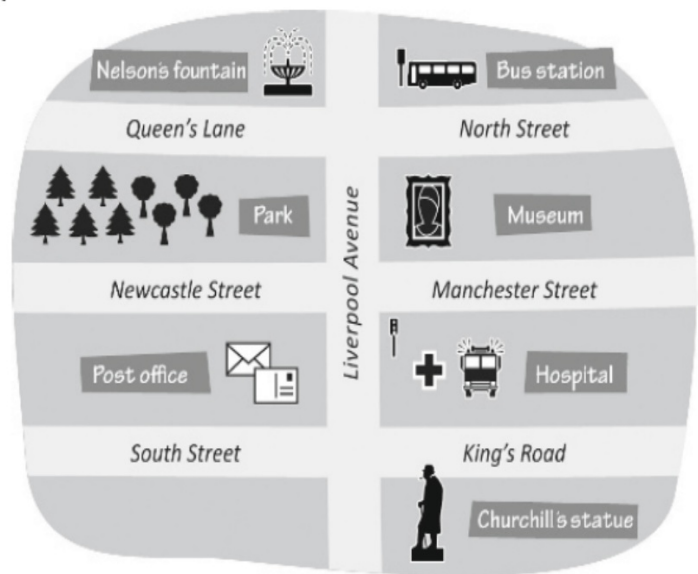 Nelson's fountain
Bus station
Queen's Lane
North Street
Park
Museum
Liverpool Avenue
Newcastle Street
Manchester Street
Post office
Hospital
South Street
King's Road
Churchill's statue